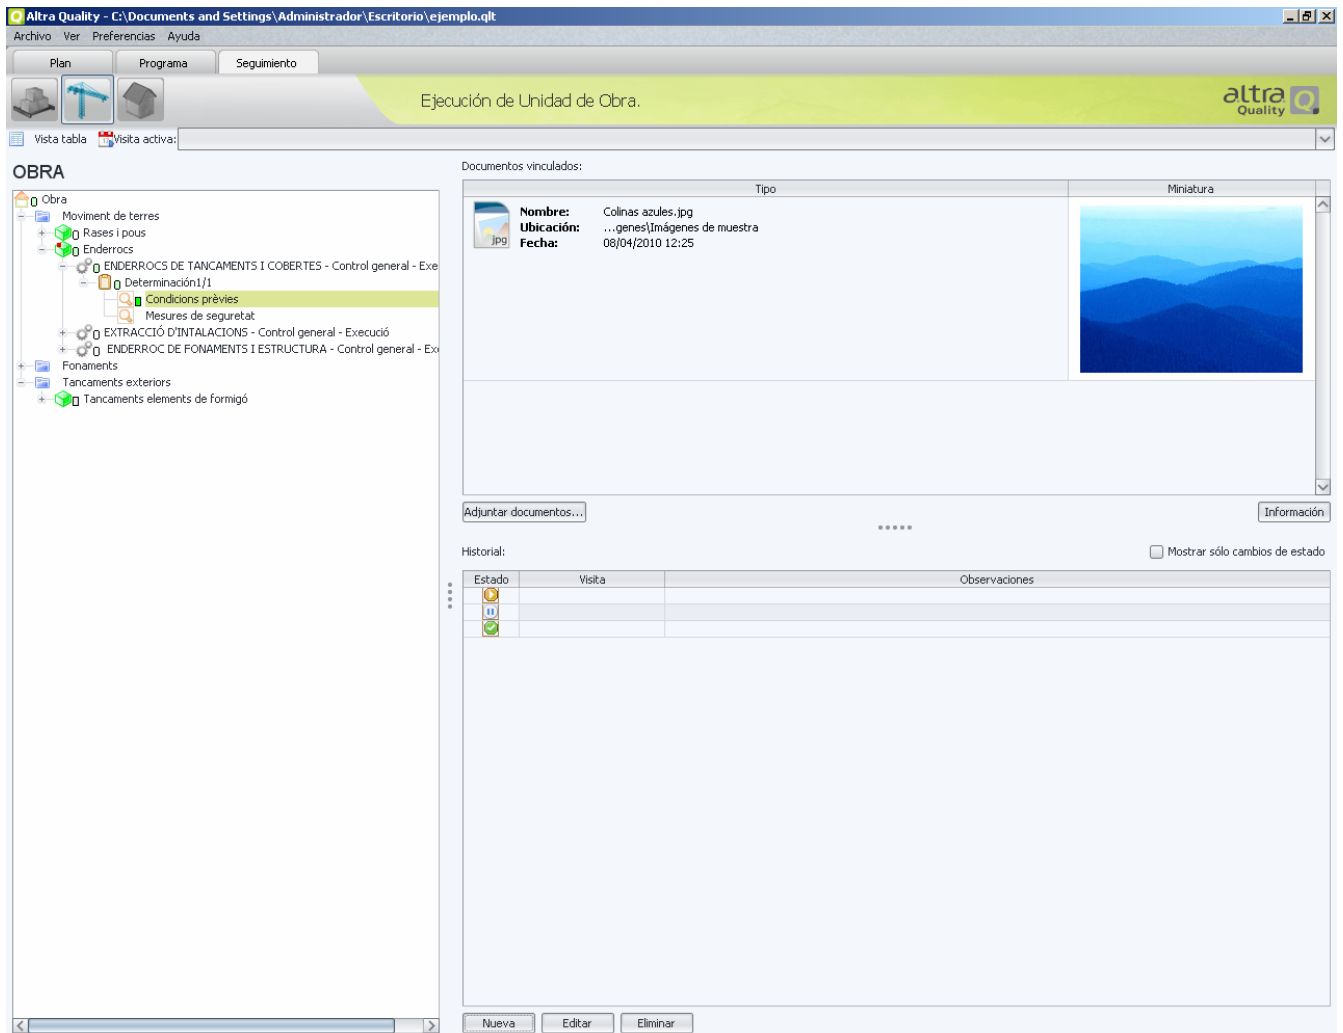 Altra Quality - C:\Documents and Settings\Administrador\Escritorio\ejemplo.qlt
Archivo Ver Preferencias Ayuda
Plan Programa Seguimiento
Ejecución de Unidad de Obra.
altra Quality Q
Vista tabla Visita activa:
OBRA
Obra
Moviment de terres
Rases i pous
Enderrocs
ENDERROCS DE TANCAMENTS I COBERTES - Control general - Exe
Determinación1/1
Condicions prèvies
Mesures de seguretat
EXTRACCIÓ D'INTALACIONS - Control general - Execució
ENDERROC DE FONAMENTS I ESTRUCTURA - Control general - Ex
Fonaments
Tancaments exteriors
Tancaments elements de formigó
Documentos vinculados:
Tipo Miniatura
jpg
Nombre: Colinas azules.jpg
Ubicación: ...genes\Imágenes de muestra
Fecha: 08/04/2010 12:25
Adjuntar documentos... Información
Historial: Mostrar sólo cambios de estado
Estado Visita Observaciones
Nueva Editar Eliminar